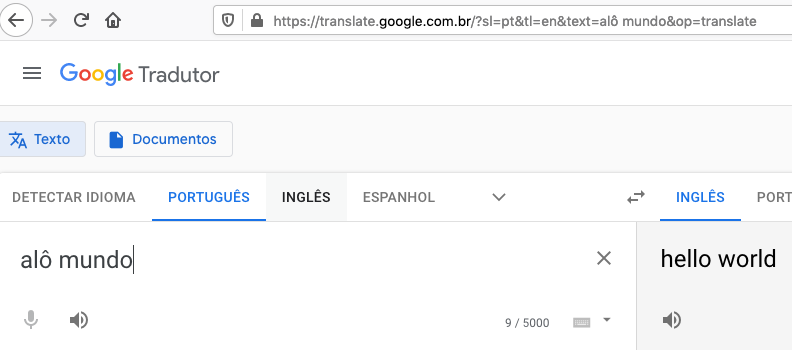 https://translate.google.com.br/?sl=pt&tl=en&text=alô mundo&op=translate
Google Tradutor
Texto Documentos
DETECTAR IDIOMA PORTUGUÊS INGLÊS ESPANHOL INGLÊS PORT
alô mundo hello world
9 / 5000